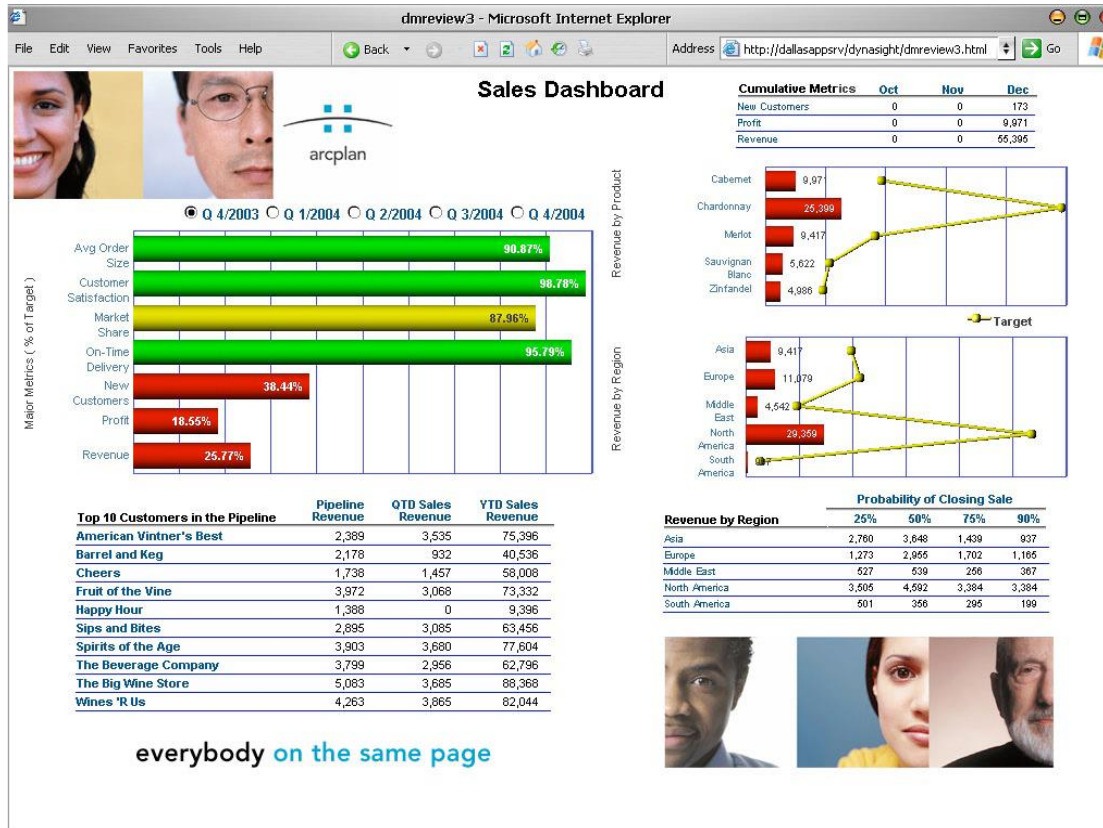 dmreview3 - Microsoft Internet Explorer
File Edit View Favorites Tools Help Back Address http://dallasappsrv/dynasight/dmreview3.html Go
arcplan
Sales Dashboard
Cumulative Metrics Oct Nov Dec
New Customers 0 0 173
Profit 0 0 9,971
Revenue 0 0 55,395
Q 4/2003 Q 1/2004 Q 2/2004 Q 3/2004 Q 4/2004
Major Metrics ( % of Target )
Avg Order
Size
90.87%
Customer
Satisfaction
98.78%
Market
Share
87.96%
On-Time
Delivery
95.79%
New
Customers
38.44%
Profit 18.55%
Revenue 25.77%
Revenue by Product
Cabernet 9,971
Chardonnay 25,399
Merlot 9,417
Sauvignan
Blanc
5,622
Zinfandel 4,986
Target
Revenue by Region
Asia 9,417
Europe 11,079
Middle
East
4,542
North
America
29,359
South
America
Top 10 Customers in the Pipeline Pipeline Revenue QTD Sales Revenue YTD Sales Revenue
American Vintner's Best 2,389 3,535 75,396
Barrel and Keg 2,178 932 40,536
Cheers 1,738 1,457 58,008
Fruit of the Vine 3,972 3,068 73,332
Happy Hour 1,388 0 9,396
Sips and Bites 2,895 3,085 63,456
Spirits of the Age 3,903 3,680 77,604
The Beverage Company 3,799 2,956 62,796
The Big Wine Store 5,083 3,685 88,368
Wines 'R Us 4,263 3,865 82,044
Probability of Closing Sale
Revenue by Region 25% 50% 75% 90%
Asia 2,760 3,648 1,439 937
Europe 1,273 2,955 1,702 1,165
Middle East 527 539 256 367
North America 3,505 4,592 3,384 3,384
South America 501 356 295 199
everybody on the same page